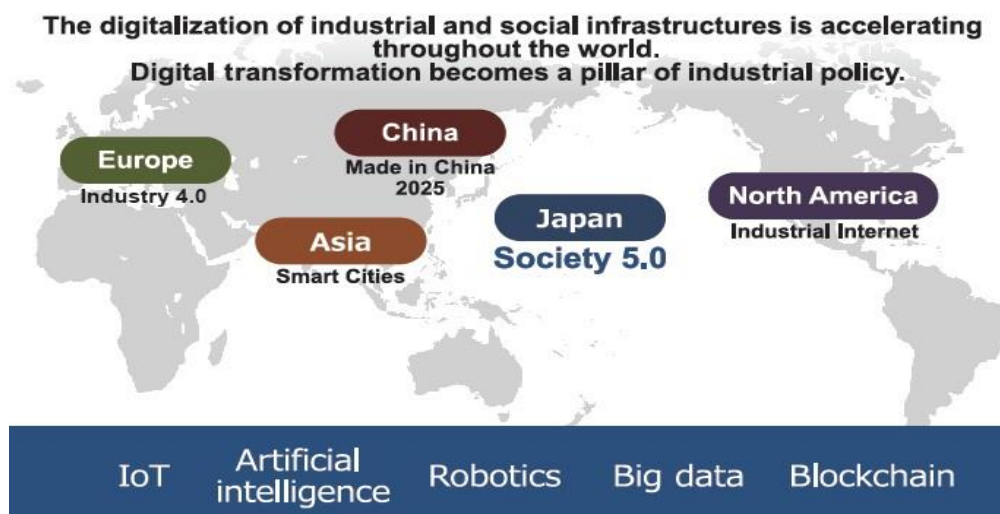 The digitalization of industrial and social infrastructures is accelerating
throughout the world.
Digital transformation becomes a pillar of industrial policy.
China
Made in China
2025
Europe
Industry 4.0
North America
Industrial Internet
Japan
Society 5.0
Asia
Smart Cities
IoT
Artificial
intelligence
Robotics
Big data
Blockchain